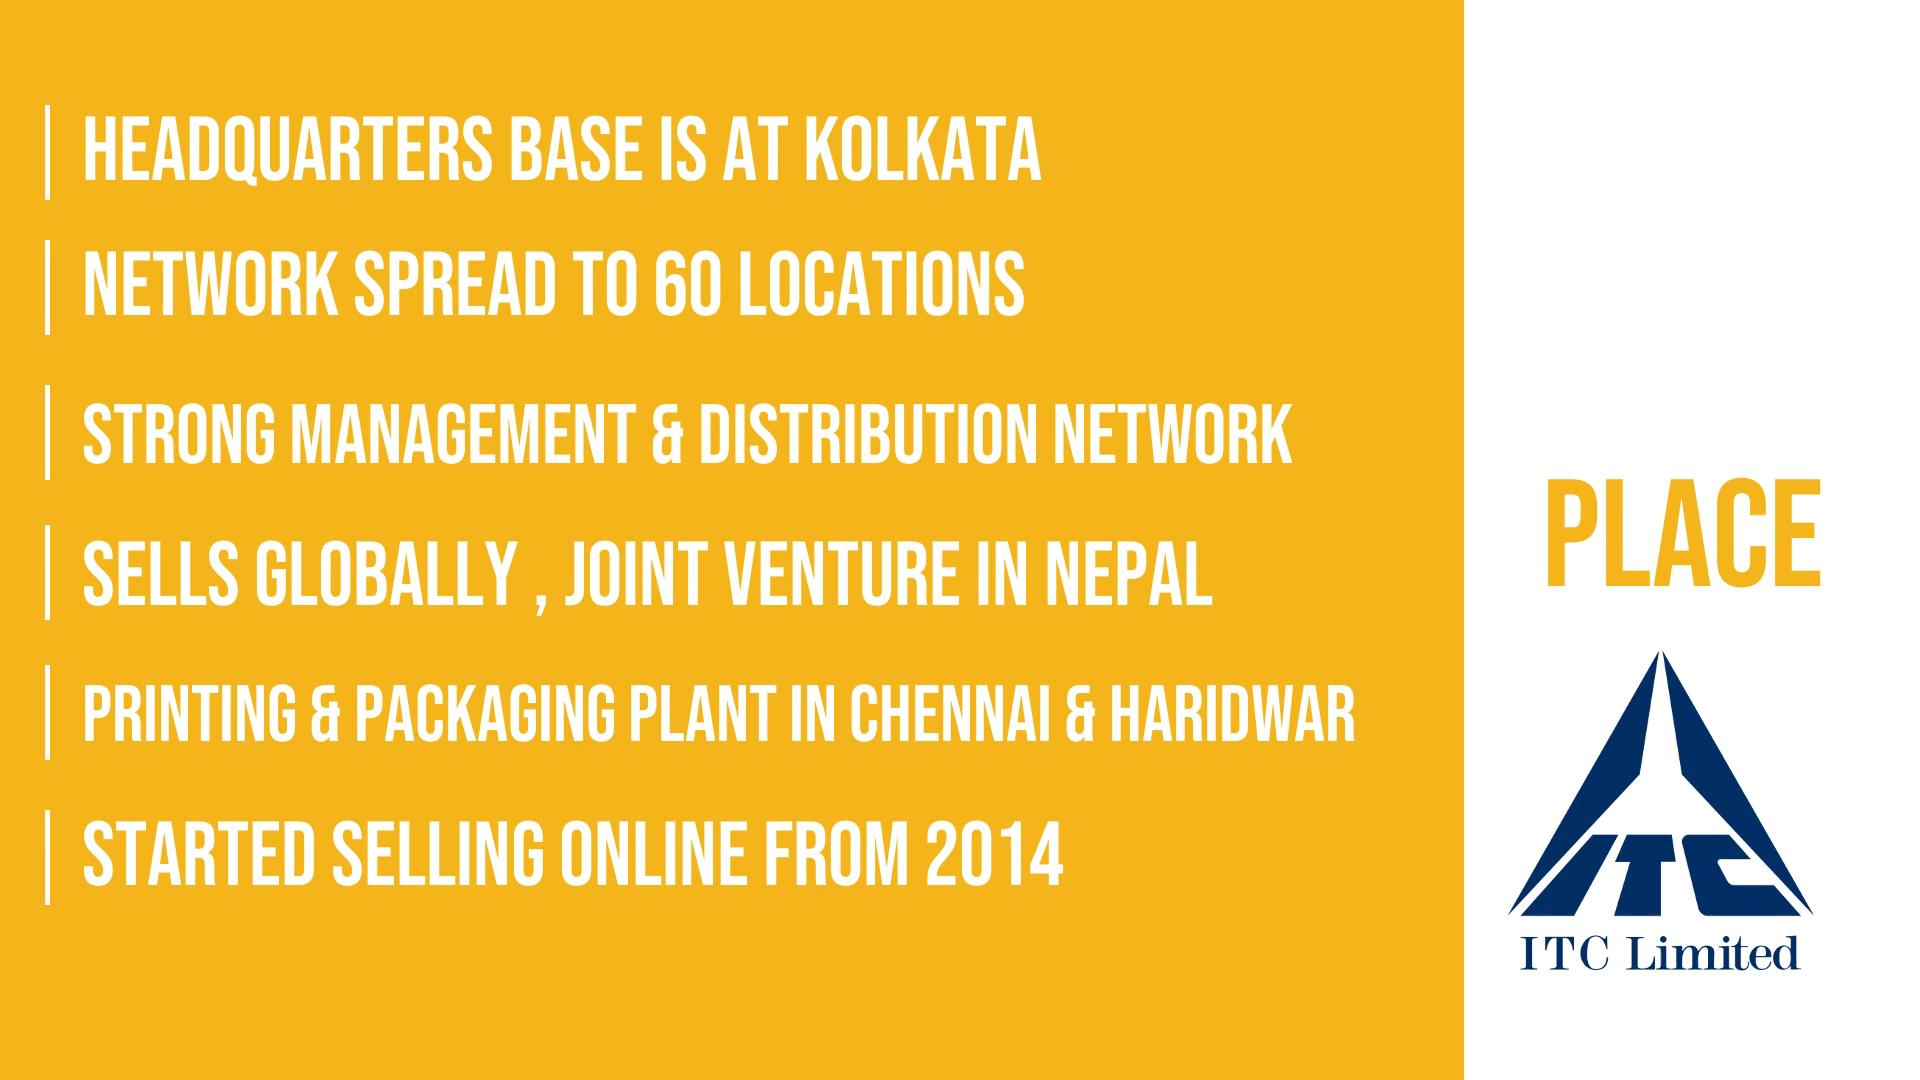 HEADQUARTERS BASE IS AT KOLKATA
NETWORK SPREAD TO 60 LOCATIONS
STRONG MANAGEMENT & DISTRIBUTION NETWORK
SELLS GLOBALLY , JOINT VENTURE IN NEPAL
PRINTING & PACKAGING PLANT IN CHENNAI & HARIDWAR
STARTED SELLING ONLINE FROM 2014
PLACE
ITC
ITC Limited